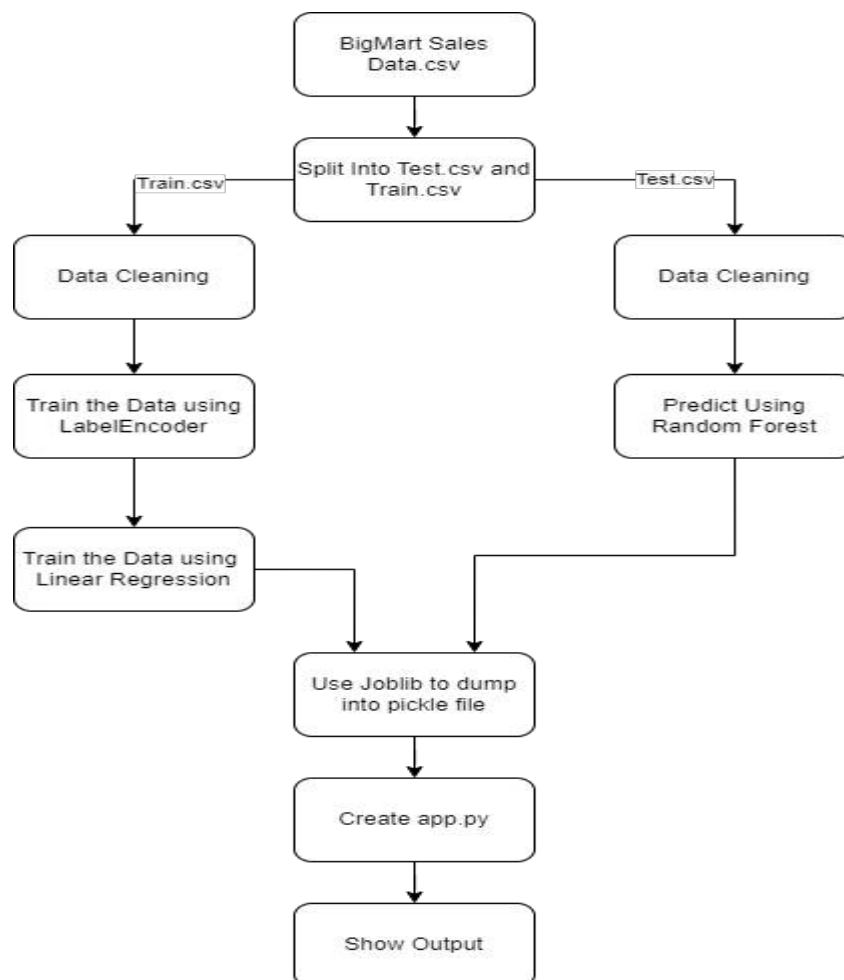 BigMart Sales
Data.csv
Split Into Test.csv and
Train.csv
Train.csv
Test.csv
Data Cleaning
Data Cleaning
Train the Data using
LabelEncoder
Predict Using
Random Forest
Train the Data using
Linear Regression
Use Joblib to dump
into pickle file
Create app.py
Show Output